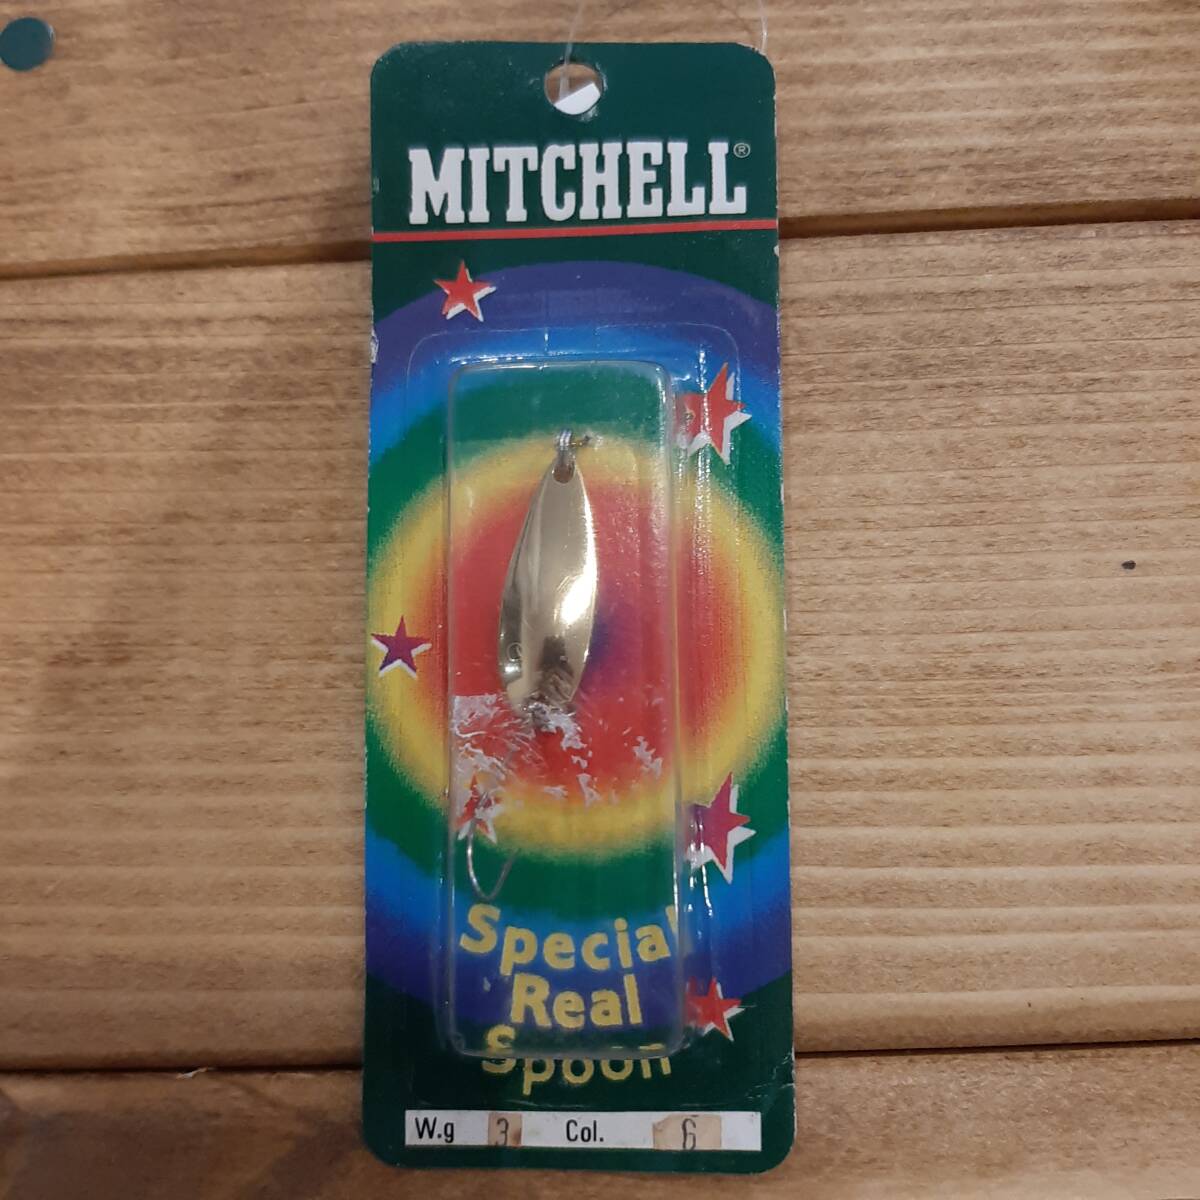 MITCHELL®
Special
Real
Spoon
W.g 3 Col. 6